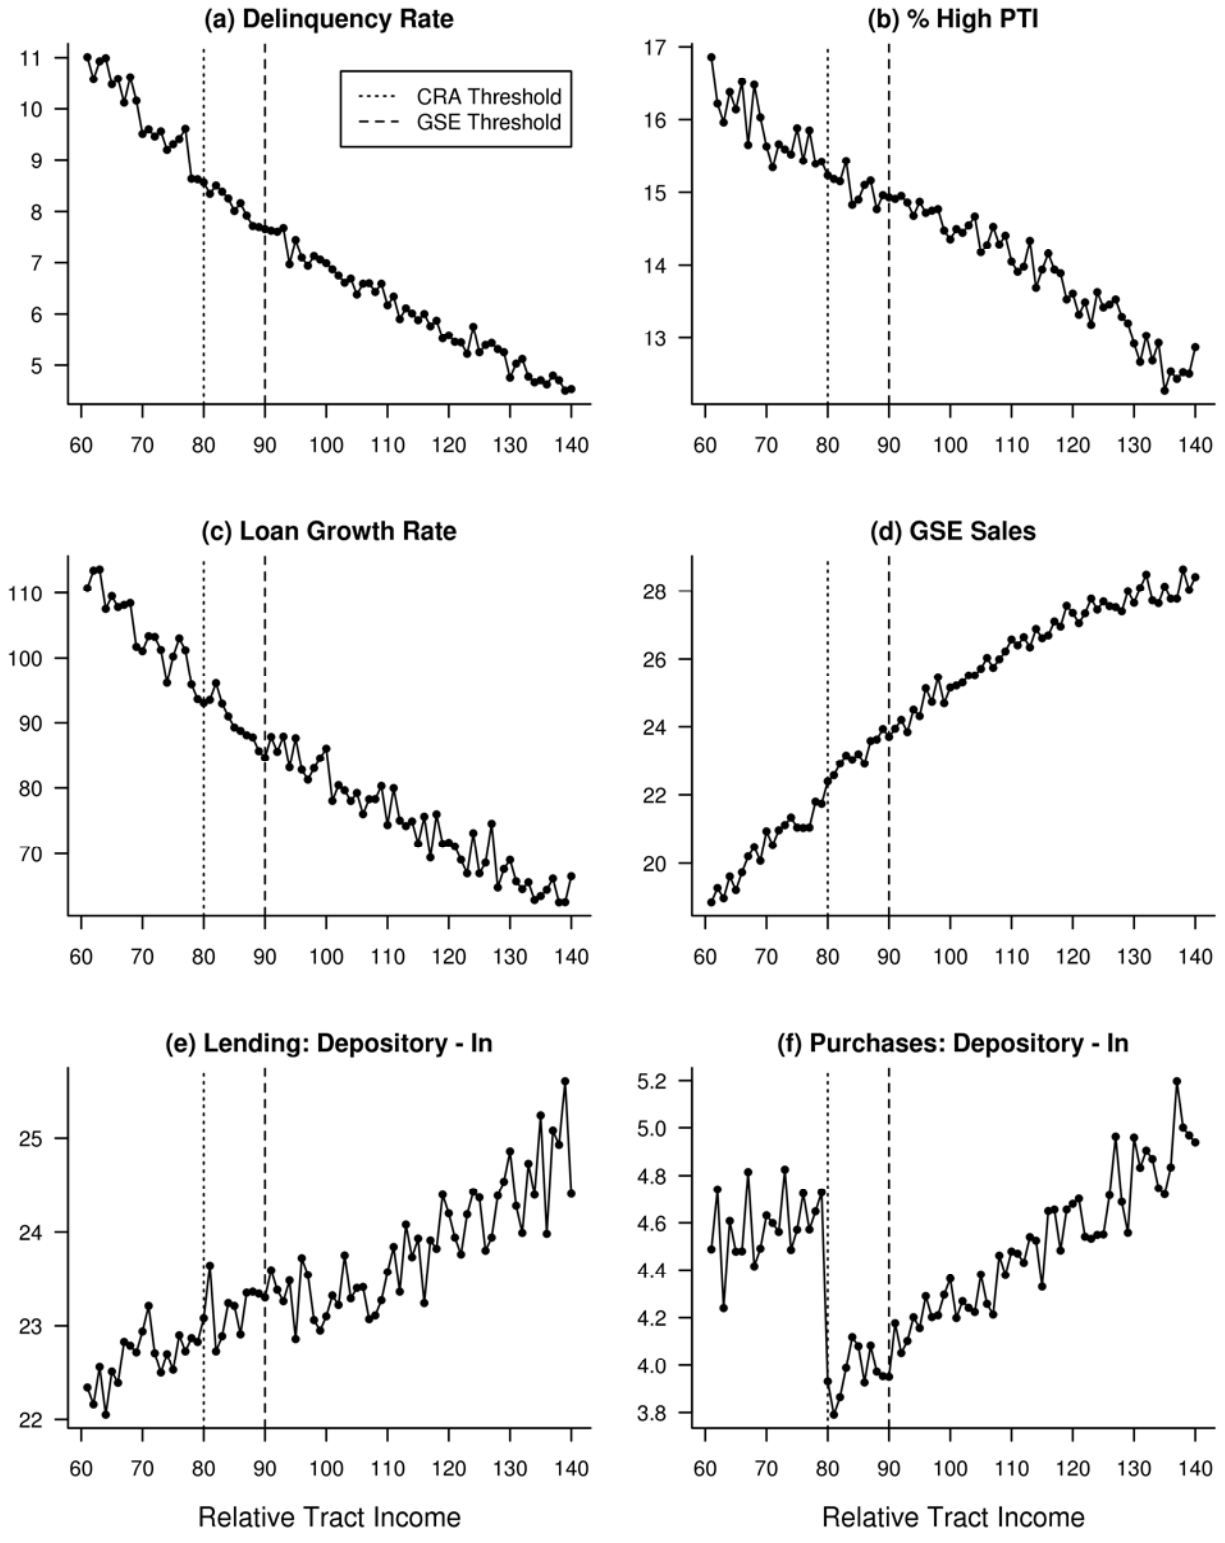 (a) Delinquency Rate
11
10
9
8
7
6
5
CRA Threshold
GSE Threshold
60 70 80 90 100 110 120 130 140
(b) % High PTI
17
16
15
14
13
60 70 80 90 100 110 120 130 140
(c) Loan Growth Rate
110
100
90
80
70
60 70 80 90 100 110 120 130 140
(d) GSE Sales
28
26
24
22
20
60 70 80 90 100 110 120 130 140
(e) Lending: Depository - In
25
24
23
22
60 70 80 90 100 110 120 130 140
Relative Tract Income
(f) Purchases: Depository - In
5.2
5.0
4.8
4.6
4.4
4.2
4.0
3.8
60 70 80 90 100 110 120 130 140
Relative Tract Income